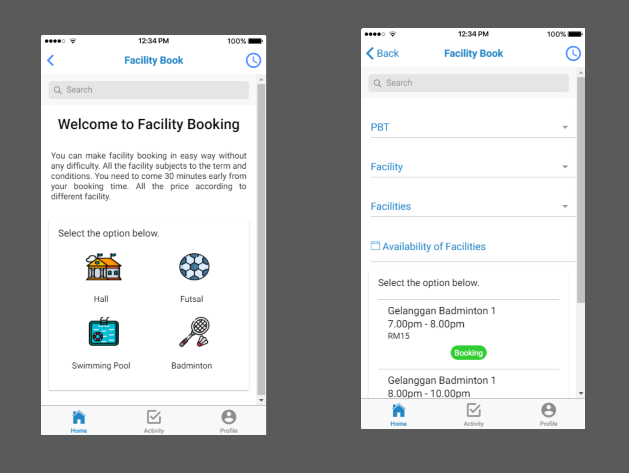 12:34 PM
100%
Facility Book
Search
Welcome to Facility Booking
You can make facility booking in easy way without
any difficulty. All the facility subjects to the term and
conditions. You need to come 30 minutes early from
your booking time. All the price according to
different facility.
Select the option below.
Hall
Futsal
Swimming Pool
Badminton
Home
Activity
Profile
12:34 PM
100%
Back
Facility Book
Search
PBT
Facility
Facilities
Availability of Facilities
Select the option below.
Gelanggan Badminton 1
7.00pm - 8.00pm
RM15
Booking
Gelanggan Badminton 1
8.00pm - 10.00pm
Home
Activity
Profile